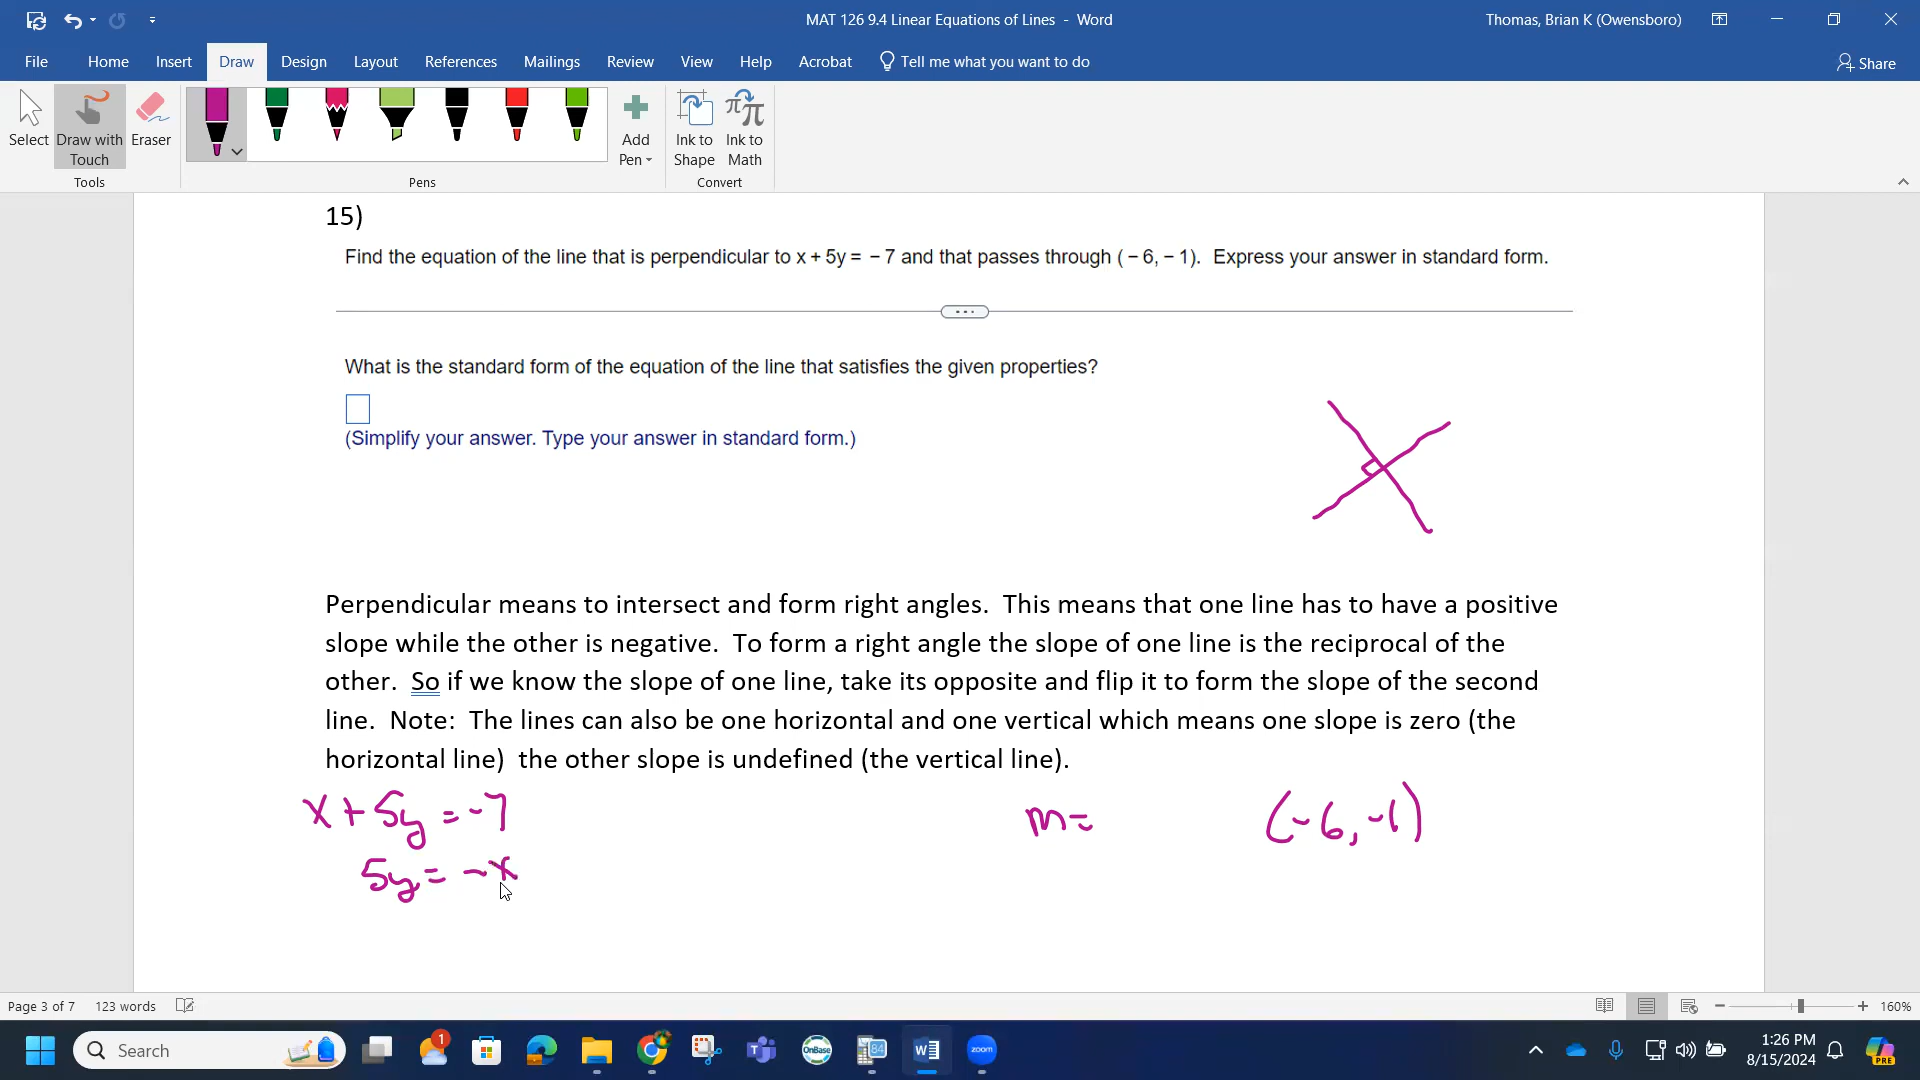 MAT 126 9.4 Linear Equations of Lines - Word
Thomas, Brian K (Owensboro)
File Home Insert Draw Design Layout References Mailings Review View Help Acrobat Tell me what you want to do
Share
Select
Draw with Touch
Eraser
Add Pen
Ink to Shape
Ink to Math
Tools
Pens
Convert
15)
Find the equation of the line that is perpendicular to x + 5y = − 7 and that passes through ( − 6, − 1). Express your answer in standard form.
What is the standard form of the equation of the line that satisfies the given properties?
(Simplify your answer. Type your answer in standard form.)
Perpendicular means to intersect and form right angles. This means that one line has to have a positive
slope while the other is negative. To form a right angle the slope of one line is the reciprocal of the
other. So if we know the slope of one line, take its opposite and flip it to form the slope of the second
line. Note: The lines can also be one horizontal and one vertical which means one slope is zero (the
horizontal line) the other slope is undefined (the vertical line).
x + 5y = -7
m=
(-6, -1)
5y = -x
Page 3 of 7
123 words
160%
Search
1
OnBase
84
zoom
1:26 PM
8/15/2024
PRE